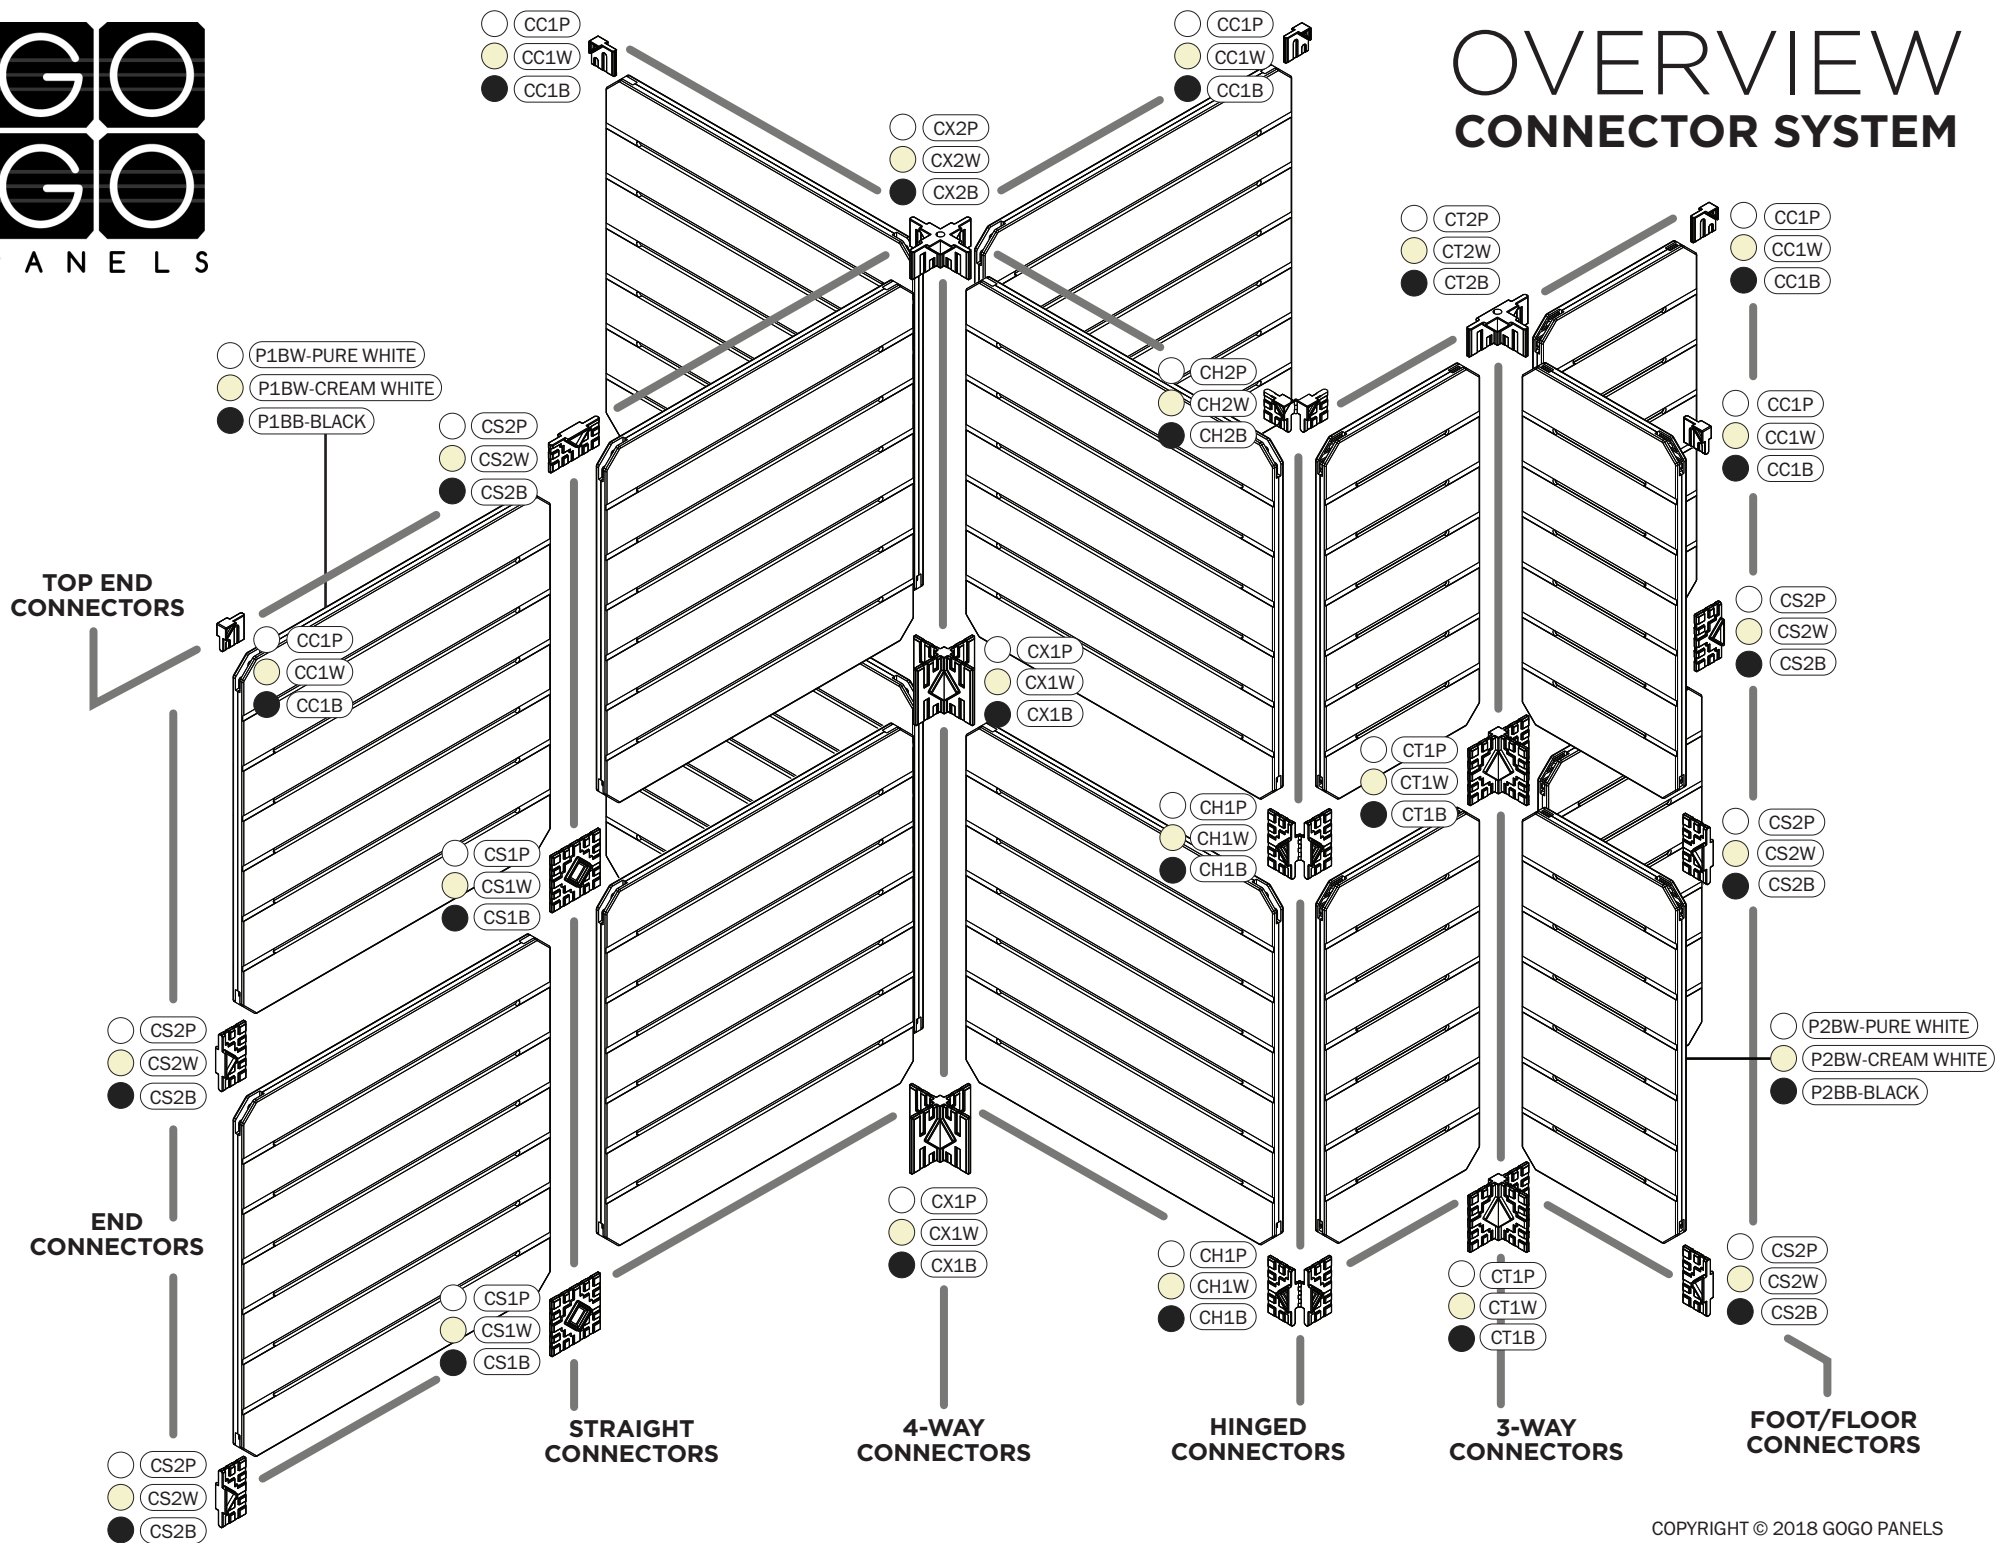 GO
GO
ANELS
OVERVIEW
CONNECTOR SYSTEM
CC1P
CC1W
CC1B
CC1P
CC1W
CC1B
CX2P
CX2W
CX2B
CT2P
CT2W
CT2B
CC1P
CC1W
CC1B
P1BW-PURE WHITE
P1BW-CREAM WHITE
P1BB-BLACK
CS2P
CS2W
CS2B
CH2P
CH2W
CH2B
CC1P
CC1W
CC1B
TOP END
CONNECTORS
CC1P
CC1W
CC1B
CX1P
CX1W
CX1B
CS2P
CS2W
CS2B
CT1P
CT1W
CT1B
CS1P
CS1W
CS1B
CH1P
CH1W
CH1B
CS2P
CS2W
CS2B
CS2P
CS2W
CS2B
P2BW-PURE WHITE
P2BW-CREAM WHITE
P2BB-BLACK
END
CONNECTORS
CX1P
CX1W
CX1B
CH1P
CH1W
CH1B
CT1P
CT1W
CT1B
CS2P
CS2W
CS2B
CS1P
CS1W
CS1B
STRAIGHT
CONNECTORS
4-WAY
CONNECTORS
HINGED
CONNECTORS
3-WAY
CONNECTORS
FOOT/FLOOR
CONNECTORS
CS2P
CS2W
CS2B
COPYRIGHT © 2018 GOGO PANELS